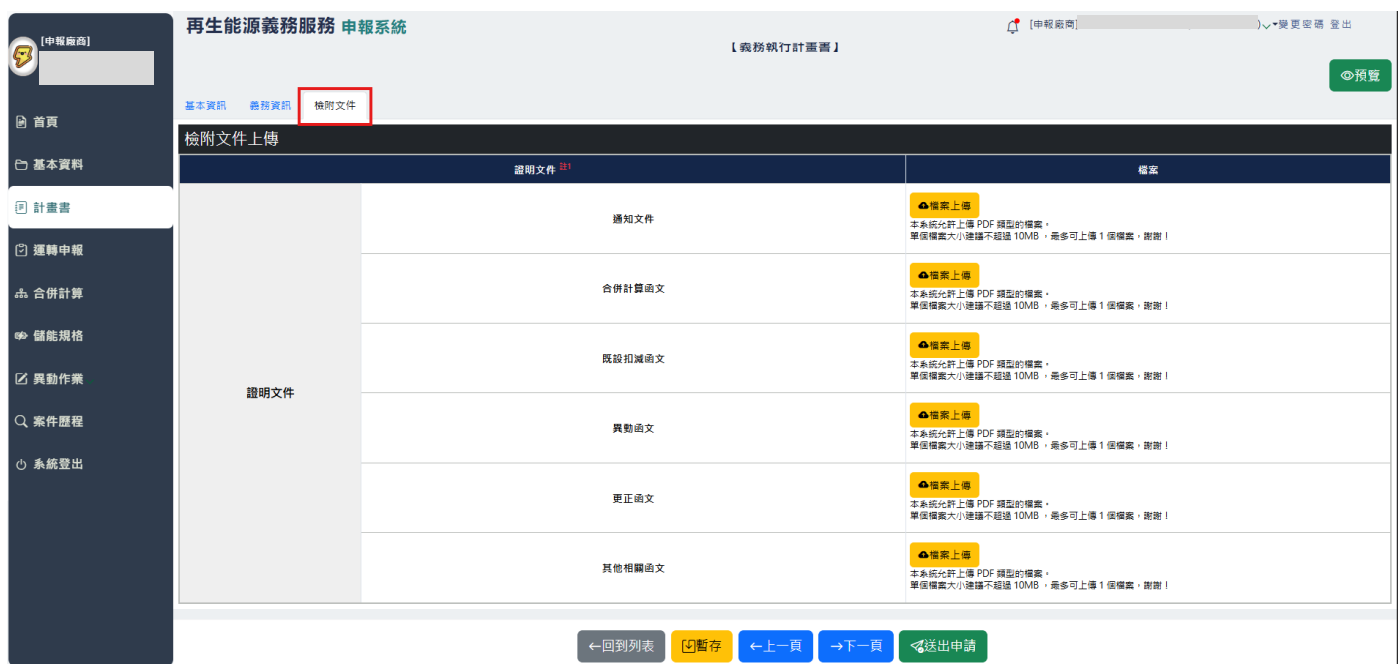 再生能源義務服務 申報系統
[申報廠商]
[申報廠商] )
變更密碼 登出
【義務執行計畫書】
預覽
基本資訊 義務資訊 檢附文件
首頁
基本資料
計畫書
運轉申報
合併計算
儲能規格
異動作業
案件歷程
系統登出
檢附文件上傳
證明文件 註1 檔案
證明文件
通知文件
檔案上傳
本系統允許上傳 PDF 類型的檔案。
單個檔案大小建議不超過 10MB ，最多可上傳 1 個檔案，謝謝！
合併計算函文
檔案上傳
本系統允許上傳 PDF 類型的檔案。
單個檔案大小建議不超過 10MB ，最多可上傳 1 個檔案，謝謝！
既設扣減函文
檔案上傳
本系統允許上傳 PDF 類型的檔案。
單個檔案大小建議不超過 10MB ，最多可上傳 1 個檔案，謝謝！
異動函文
檔案上傳
本系統允許上傳 PDF 類型的檔案。
單個檔案大小建議不超過 10MB ，最多可上傳 1 個檔案，謝謝！
更正函文
檔案上傳
本系統允許上傳 PDF 類型的檔案。
單個檔案大小建議不超過 10MB ，最多可上傳 1 個檔案，謝謝！
其他相關函文
檔案上傳
本系統允許上傳 PDF 類型的檔案。
單個檔案大小建議不超過 10MB ，最多可上傳 1 個檔案，謝謝！
←回到列表 暫存 ←上一頁 →下一頁 送出申請